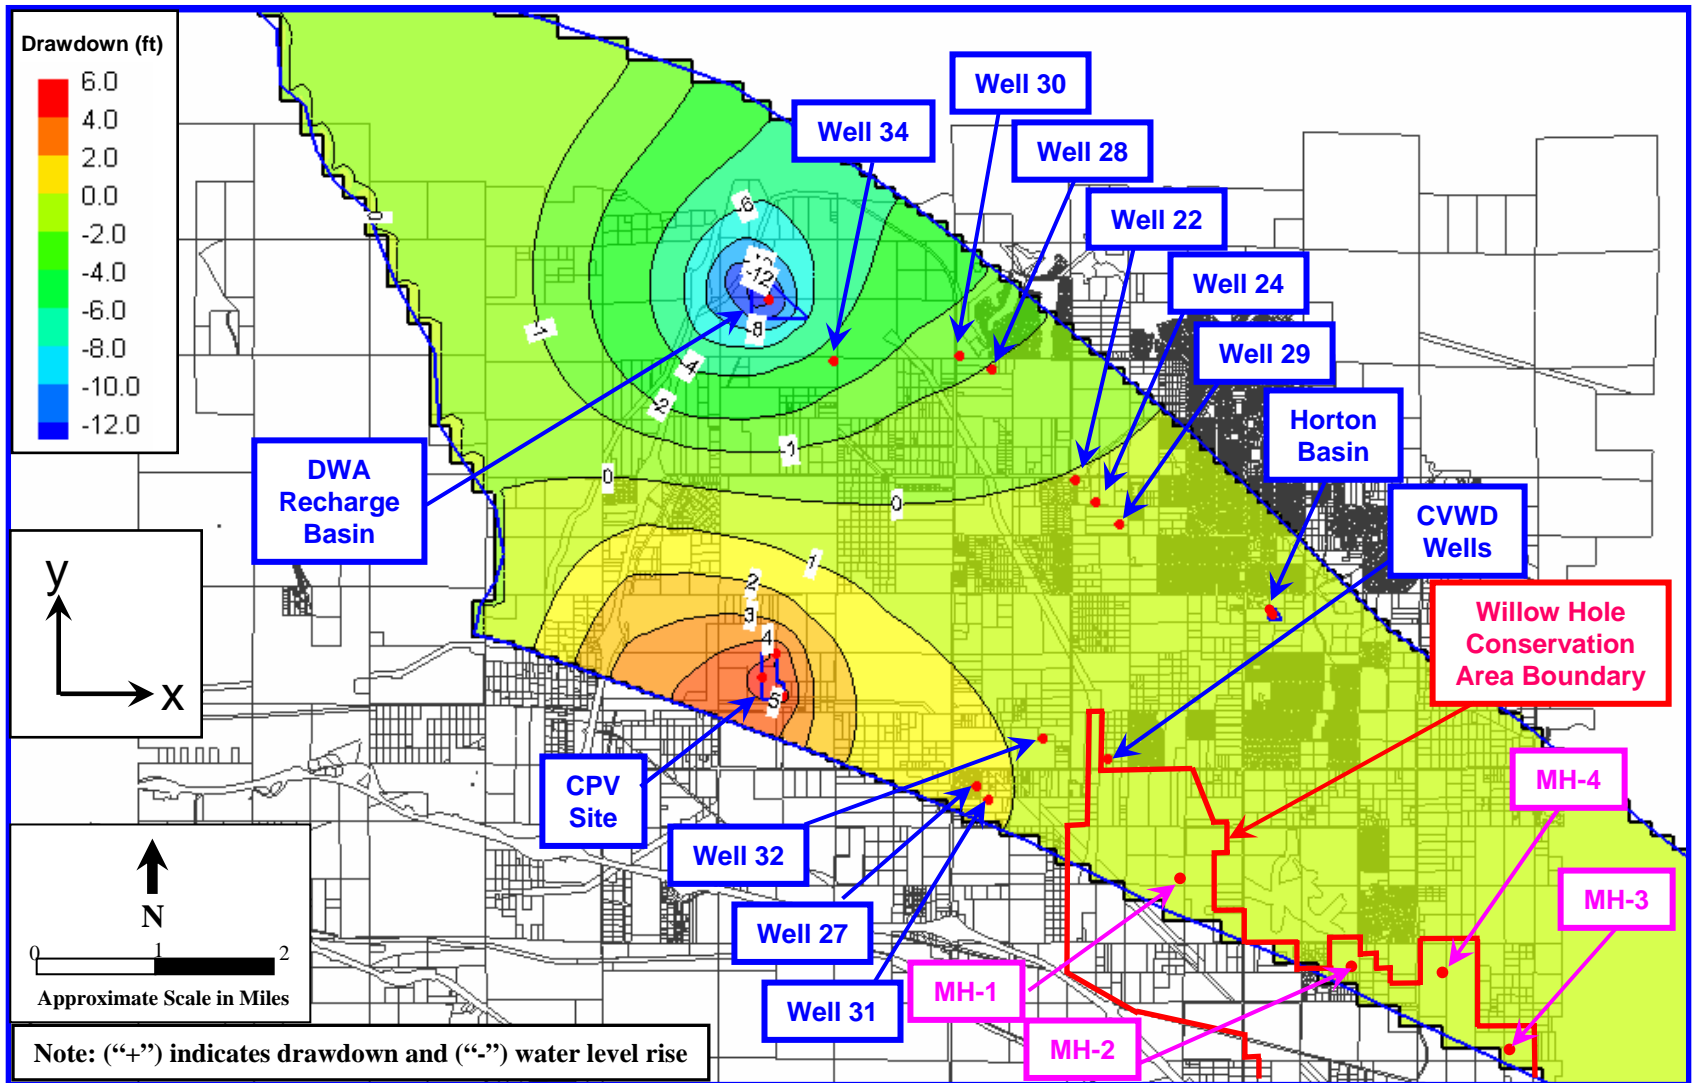 Drawdown (ft)
6.0
4.0
2.0
0.0
-2.0
-4.0
-6.0
-8.0
-10.0
-12.0
Well 30
Well 34
Well 28
Well 22
Well 24
Well 29
Horton
Basin
CVWD
Wells
Willow Hole
Conservation
Area Boundary
DWA
Recharge
Basin
0
-6
-12
-8
-1
-4
-2
-1
0
0
1
2
3
4
5
y
x
CPV
Site
Well 32
Well 27
Well 31
MH-4
MH-3
MH-1
MH-2
N
0 1 2
Approximate Scale in Miles
Note: (“+”) indicates drawdown and (“-”) water level rise